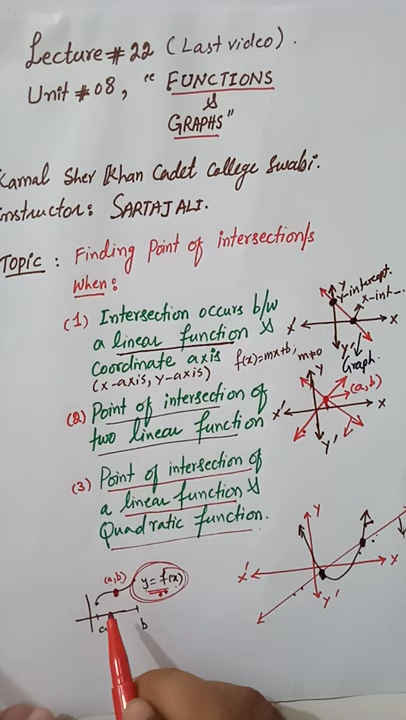 Lecture # 22 (Last video).
Unit # 08, " FUNCTIONS
&
GRAPHS"
Kamal Sher Khan Cadet College Swabi.
instructor: SARTAJ ALI.
Topic : Finding Point of intersection/s
When:
(1) Intersection occurs b/w
a linear function &
coordinate axis f(x)=mx+b, m≠0
(x-axis, y-axis)
(2) Point of intersection of
two linear function
(3) Point of intersection of
a linear function &
Quadratic function.
Y
Y-intercept.
X-int-.
X' X
Y'
Graph.
Y
(a,b)
X' X
Y'
Y
X'
Y'
(a,b) y=f(x)
a b